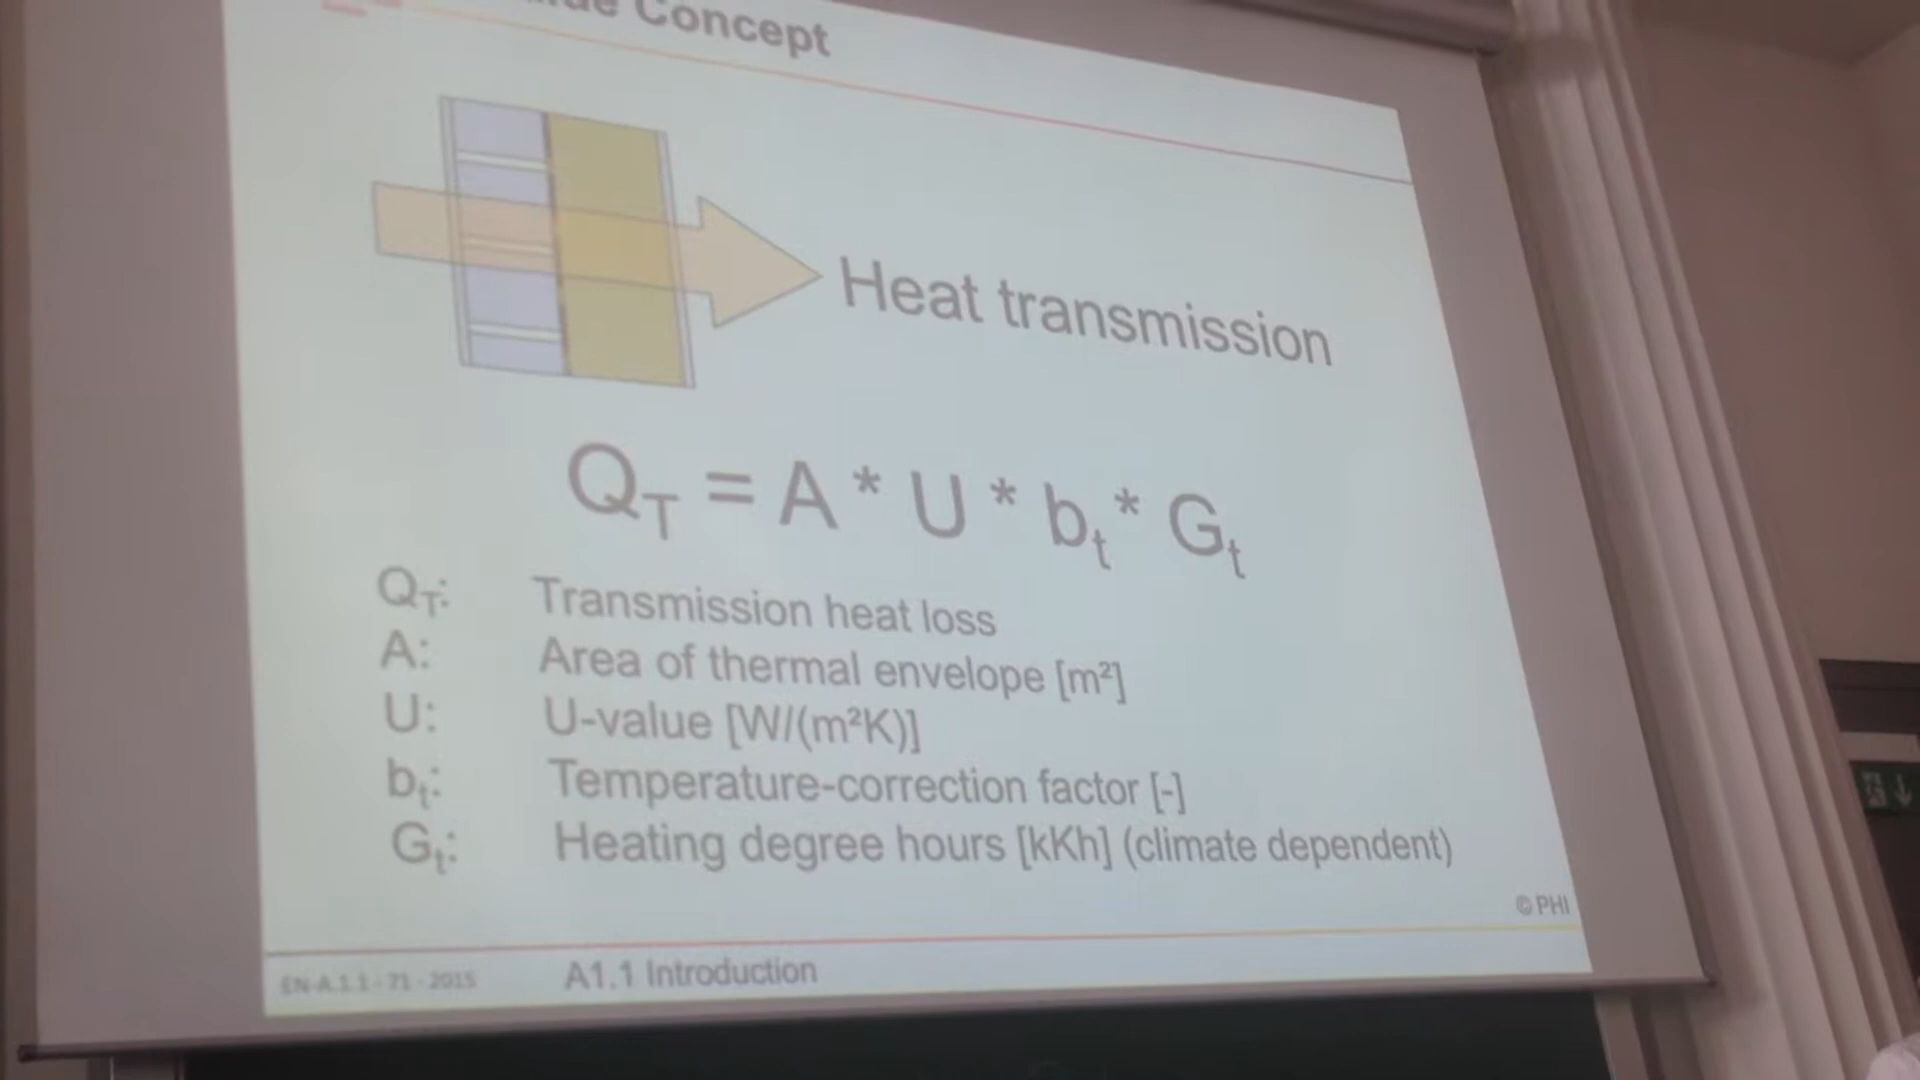 Concept
Heat transmission
Q_T = A * U * b_t * G_t
Q_T: Transmission heat loss
A: Area of thermal envelope [m²]
U: U-value [W/(m²K)]
b_t: Temperature-correction factor [-]
G_t: Heating degree hours [kKh] (climate dependent)
© PHI
EN-A.1.1 - 71 - 2015 A1.1 Introduction